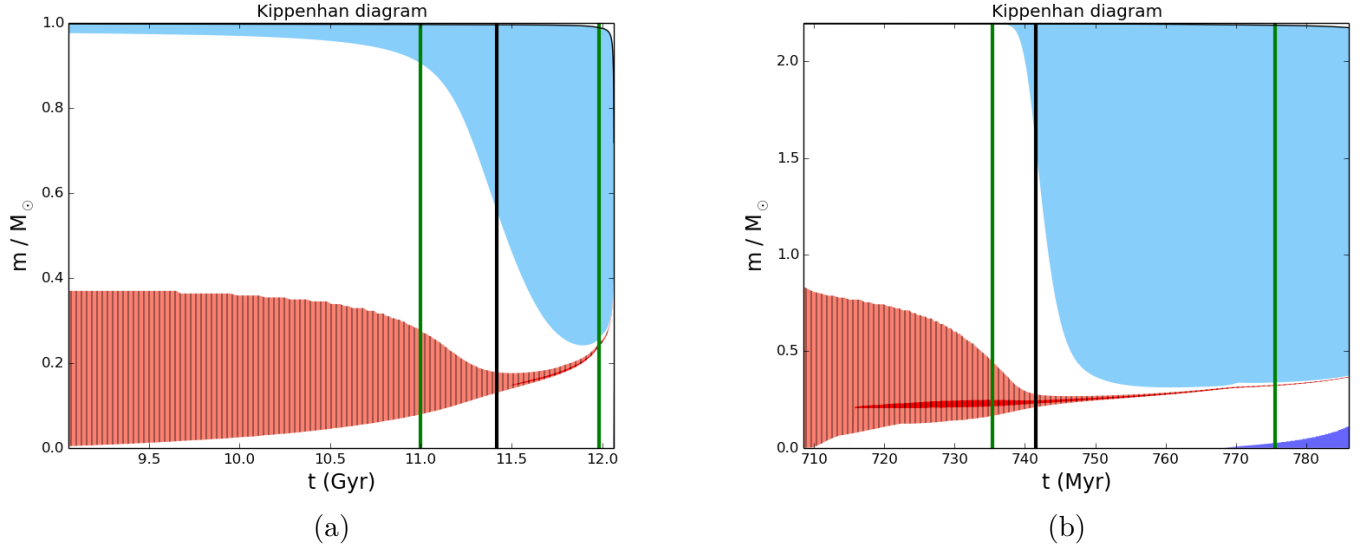 Kippenhan diagram
m / M☉
1.0
0.8
0.6
0.4
0.2
0.0
9.5 10.0 10.5 11.0 11.5 12.0
t (Gyr)
(a)
Kippenhan diagram
m / M☉
2.0
1.5
1.0
0.5
0.0
710 720 730 740 750 760 770 780
t (Myr)
(b)